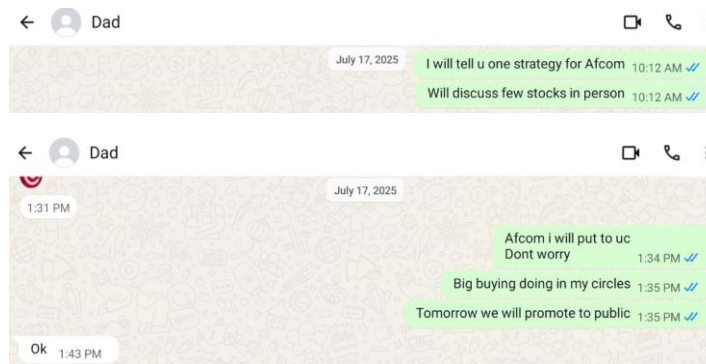 Dad
July 17, 2025
I will tell u one strategy for Afcom 10:12 AM
Will discuss few stocks in person 10:12 AM
Dad
July 17, 2025
1:31 PM
Afcom i will put to uc
Dont worry 1:34 PM
Big buying doing in my circles 1:35 PM
Tomorrow we will promote to public 1:35 PM
Ok 1:43 PM